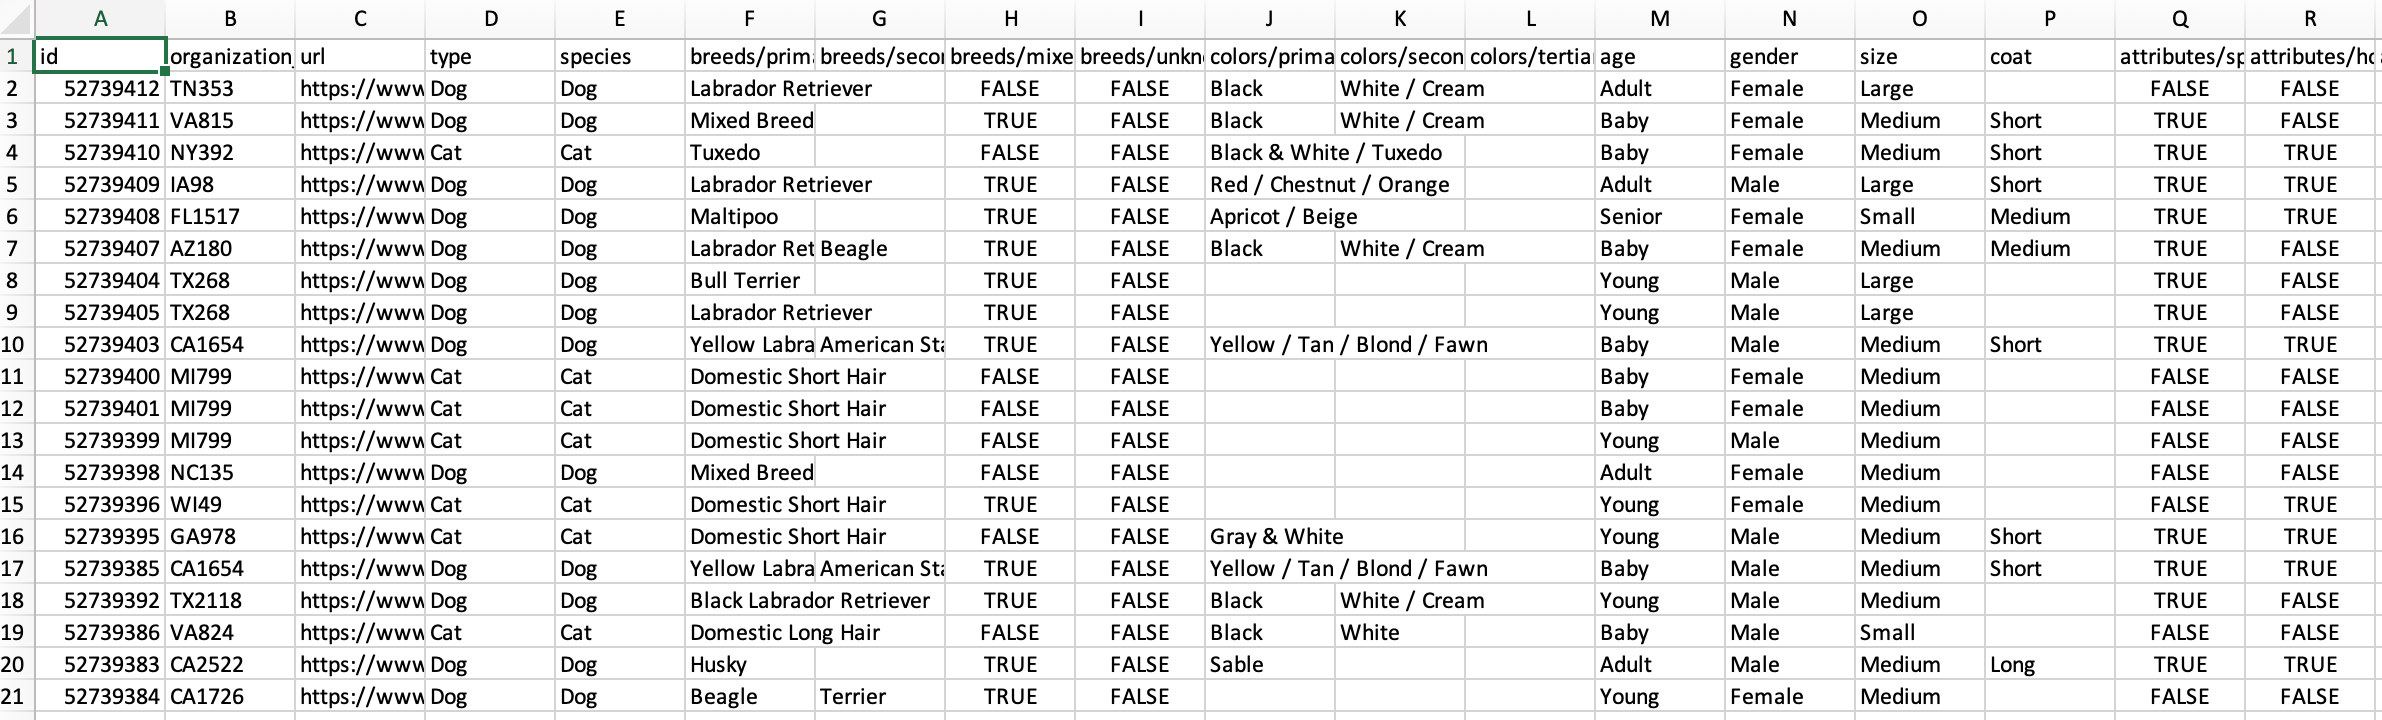 A B C D E F G H I J K L M N O P Q R
1 id organization_ url type species breeds/prima breeds/secon breeds/mixe breeds/unkn colors/prima colors/secon colors/tertia age gender size coat attributes/sp attributes/ho
2 52739412 TN353 https://www Dog Dog Labrador Retriever FALSE FALSE Black White / Cream Adult Female Large FALSE FALSE
3 52739411 VA815 https://www Dog Dog Mixed Breed TRUE FALSE Black White / Cream Baby Female Medium Short TRUE FALSE
4 52739410 NY392 https://www Cat Cat Tuxedo FALSE FALSE Black & White / Tuxedo Baby Female Medium Short TRUE TRUE
5 52739409 IA98 https://www Dog Dog Labrador Retriever TRUE FALSE Red / Chestnut / Orange Adult Male Large Short TRUE TRUE
6 52739408 FL1517 https://www Dog Dog Maltipoo TRUE FALSE Apricot / Beige Senior Female Small Medium TRUE TRUE
7 52739407 AZ180 https://www Dog Dog Labrador Ret Beagle TRUE FALSE Black White / Cream Baby Female Medium Medium TRUE FALSE
8 52739404 TX268 https://www Dog Dog Bull Terrier TRUE FALSE Young Male Large TRUE FALSE
9 52739405 TX268 https://www Dog Dog Labrador Retriever TRUE FALSE Young Male Large TRUE FALSE
10 52739403 CA1654 https://www Dog Dog Yellow Labra American Sta TRUE FALSE Yellow / Tan / Blond / Fawn Baby Male Medium Short TRUE TRUE
11 52739400 MI799 https://www Cat Cat Domestic Short Hair FALSE FALSE Baby Female Medium FALSE FALSE
12 52739401 MI799 https://www Cat Cat Domestic Short Hair FALSE FALSE Baby Female Medium FALSE FALSE
13 52739399 MI799 https://www Cat Cat Domestic Short Hair FALSE FALSE Young Male Medium FALSE FALSE
14 52739398 NC135 https://www Dog Dog Mixed Breed FALSE FALSE Adult Female Medium FALSE FALSE
15 52739396 WI49 https://www Cat Cat Domestic Short Hair TRUE FALSE Young Female Medium FALSE TRUE
16 52739395 GA978 https://www Cat Cat Domestic Short Hair FALSE FALSE Gray & White Young Male Medium Short TRUE TRUE
17 52739385 CA1654 https://www Dog Dog Yellow Labra American Sta TRUE FALSE Yellow / Tan / Blond / Fawn Baby Male Medium Short TRUE TRUE
18 52739392 TX2118 https://www Dog Dog Black Labrador Retriever TRUE FALSE Black White / Cream Young Male Medium TRUE FALSE
19 52739386 VA824 https://www Cat Cat Domestic Long Hair FALSE FALSE Black White Baby Male Small FALSE FALSE
20 52739383 CA2522 https://www Dog Dog Husky TRUE FALSE Sable Adult Male Medium Long TRUE TRUE
21 52739384 CA1726 https://www Dog Dog Beagle Terrier TRUE FALSE Young Female Medium FALSE FALSE